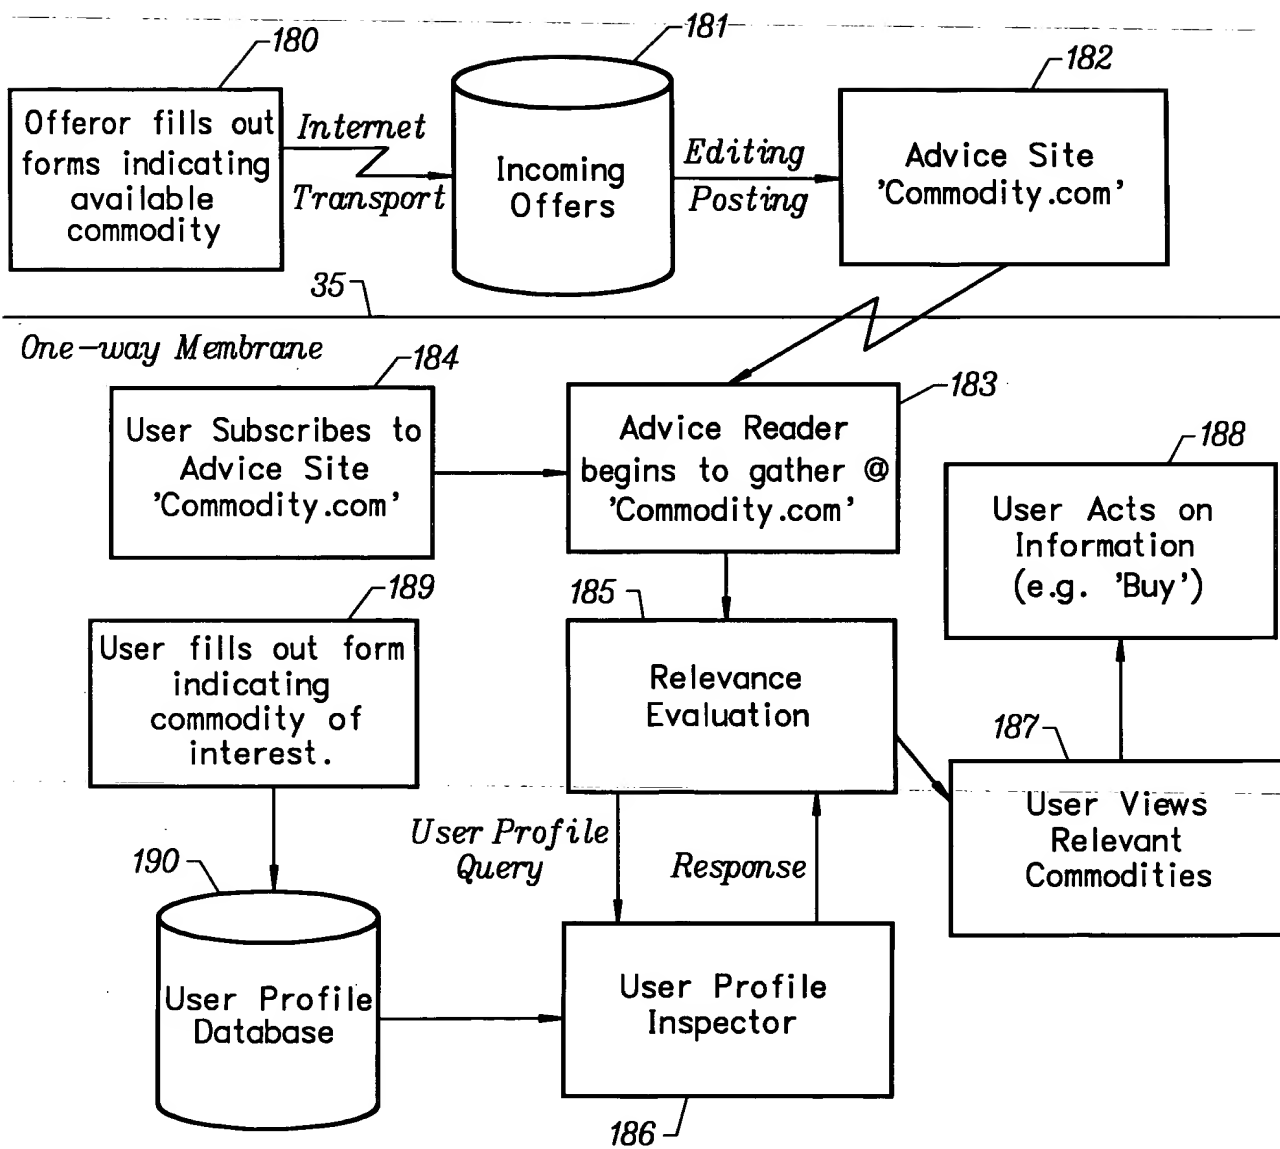 180
181
182
Offeror fills out
forms indicating
available
commodity
Internet
Transport
Incoming
Offers
Editing
Posting
Advice Site
'Commodity.com'
35
One-way Membrane
184
183
User Subscribes to
Advice Site
'Commodity.com'
Advice Reader
begins to gather @
'Commodity.com'
188
User Acts on
Information
(e.g. 'Buy')
189
185
User fills out form
indicating
commodity of
interest.
Relevance
Evaluation
187
User Views
Relevant
Commodities
User Profile
Query
Response
190
User Profile
Database
User Profile
Inspector
186